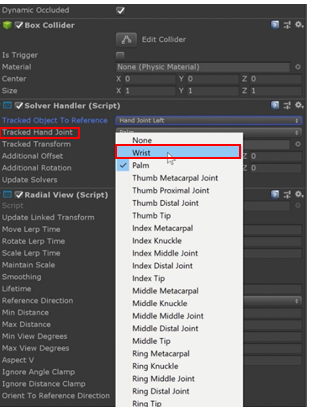 Dynamic Occluded
Box Collider
Edit Collider
Is Trigger
Material None (Physic Material)
Center X 0 Y 0 Z 0
Size X 1 Y 1 Z 1
Solver Handler (Script)
Tracked Object To Reference Hand Joint Left
Tracked Hand Joint Palm
Tracked Transform
Additional Offset Z 0
Additional Rotation Z 0
Update Solvers
Radial View (Script)
Script
Update Linked Transform
Move Lerp Time
Rotate Lerp Time
Scale Lerp Time
Maintain Scale
Smoothing
Lifetime
Reference Direction
Min Distance
Max Distance
Min View Degrees
Max View Degrees
Aspect V
Ignore Angle Clamp
Ignore Distance Clamp
Orient To Reference Direction
None
Wrist
Palm
Thumb Metacarpal Joint
Thumb Proximal Joint
Thumb Distal Joint
Thumb Tip
Index Metacarpal
Index Knuckle
Index Middle Joint
Index Distal Joint
Index Tip
Middle Metacarpal
Middle Knuckle
Middle Middle Joint
Middle Distal Joint
Middle Tip
Ring Metacarpal
Ring Knuckle
Ring Middle Joint
Ring Distal Joint
Ring Tip